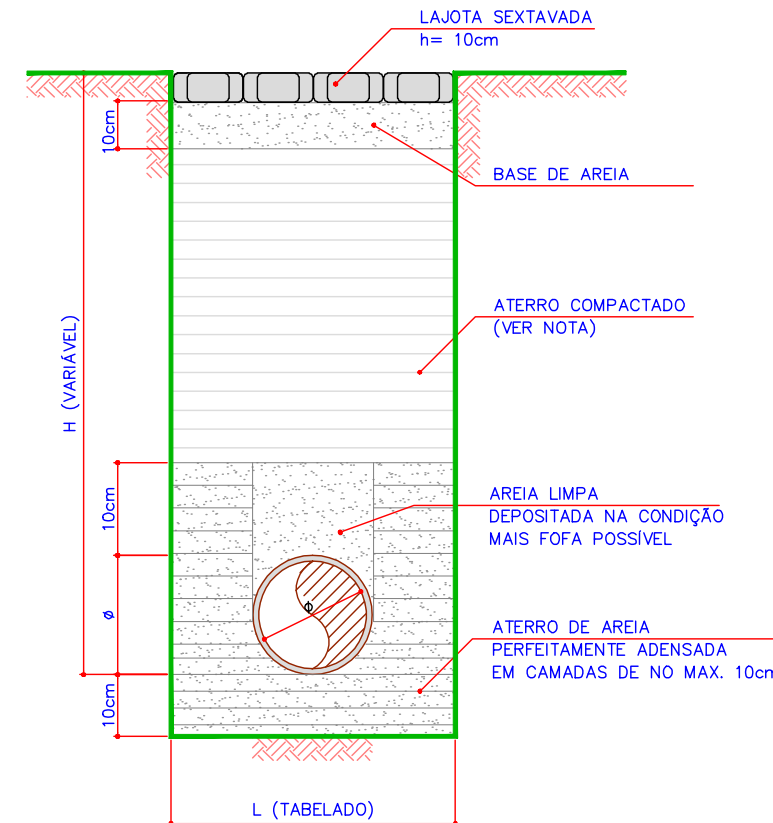 LAJOTA SEXTAVADA
h= 10cm
10cm
BASE DE AREIA
ATERRO COMPACTADO
(VER NOTA)
H (VARIÁVEL)
10cm
AREIA LIMPA
DEPOSITADA NA CONDIÇÃO
MAIS FOFA POSSÍVEL
ø
ϕ
ATERRO DE AREIA
PERFEITAMENTE ADENSADA
EM CAMADAS DE NO MAX. 10cm
10cm
L (TABELADO)